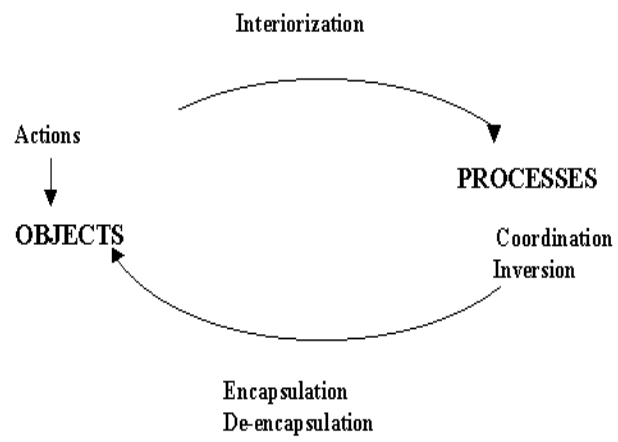 Interiorization
Actions
PROCESSES
OBJECTS
Coordination
Inversion
Encapsulation
De-encapsulation